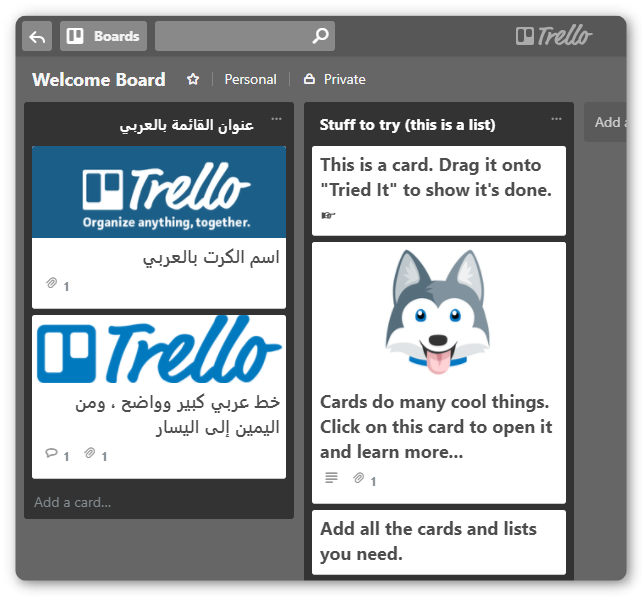 Boards
Trello
Welcome Board
Personal
Private
عنوان القائمة بالعربي
Trello
Organize anything, together.
اسم الكرت بالعربي
1
Trello
خط عربي كبير وواضح ، ومن
اليمين إلى اليسار
1 1
Add a card...
Stuff to try (this is a list)
This is a card. Drag it onto
"Tried It" to show it's done.
Cards do many cool things.
Click on this card to open it
and learn more...
1
Add all the cards and lists
you need.
Add